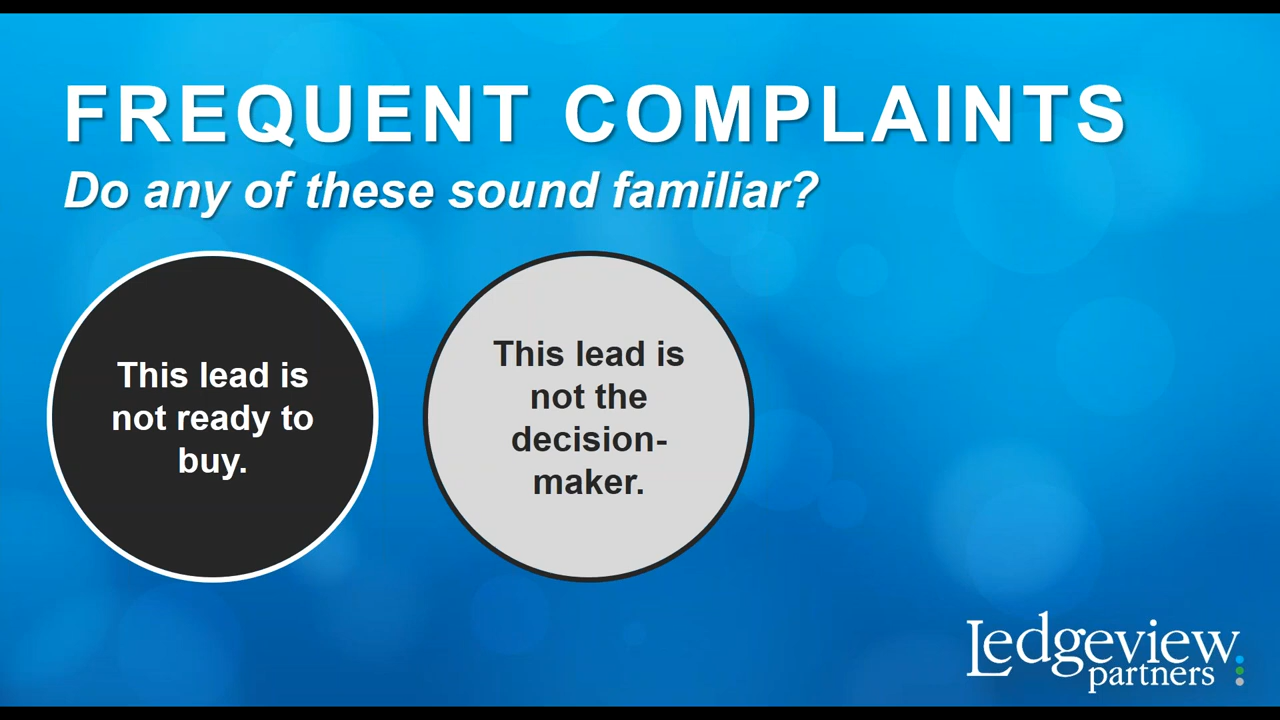 FREQUENT COMPLAINTS
Do any of these sound familiar?
This lead is
not ready to
buy.
This lead is
not the
decision-
maker.
Ledgeview
partners